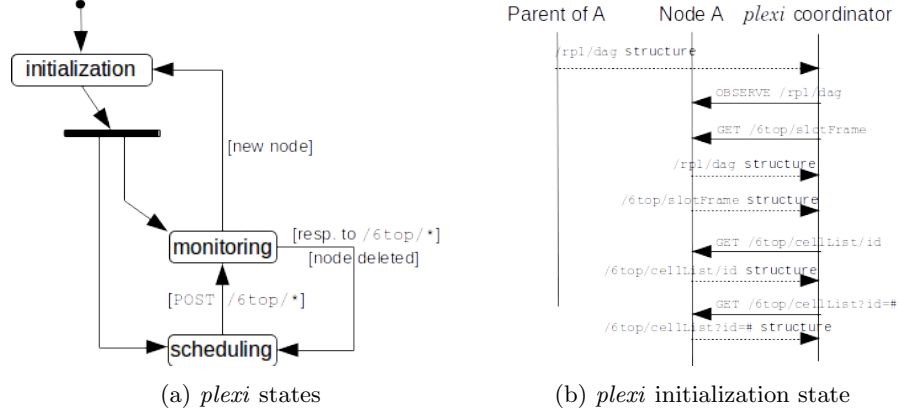 initialization
[new node]
monitoring
[resp. to /6top/*]
[node deleted]
[POST /6top/*]
scheduling
(a) plexi states
Parent of A Node A plexi coordinator
/rpl/dag structure
OBSERVE /rpl/dag
GET /6top/slotFrame
/rpl/dag structure
/6top/slotFrame structure
GET /6top/cellList/id
/6top/cellList/id structure
GET /6top/cellList?id=#
/6top/cellList?id=# structure
(b) plexi initialization state